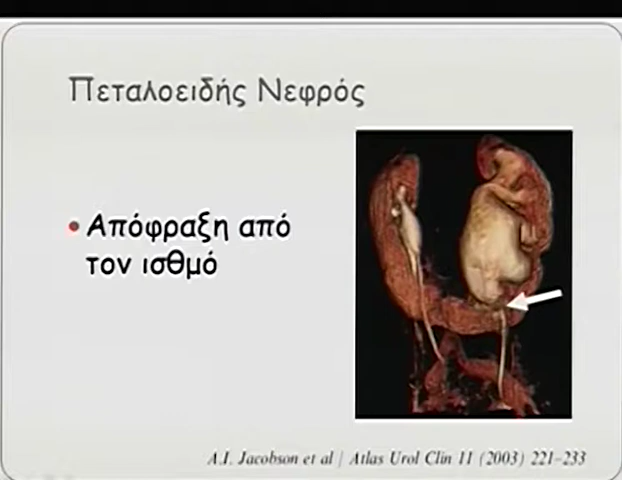 Πεταλοειδής Νεφρός
• Απόφραξη από
τον ισθμό
A.I. Jacobson et al / Atlas Urol Clin 11 (2003) 221–233